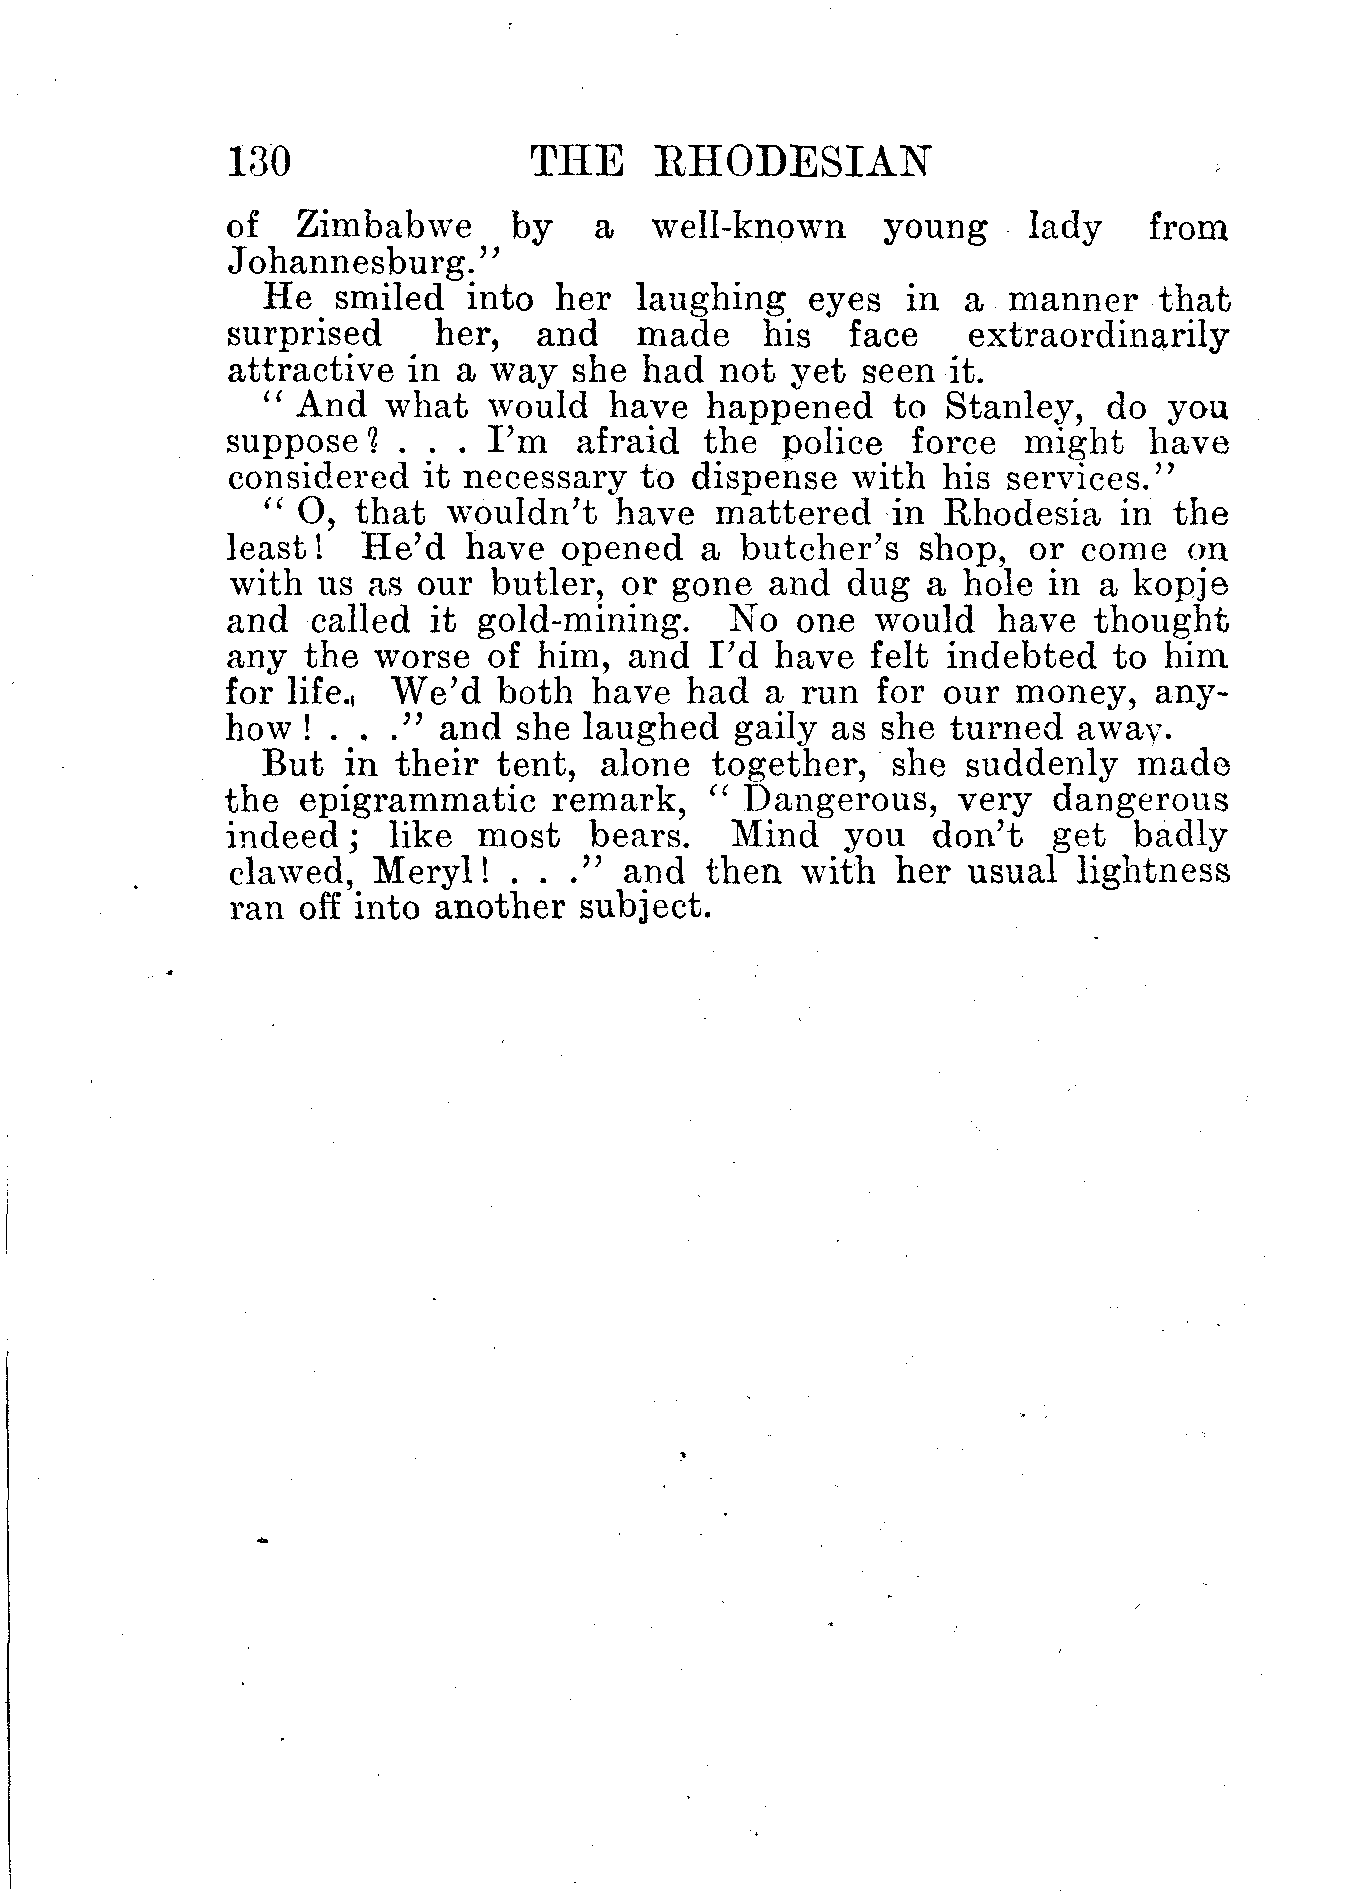 130 THE RHODESIAN
of Zimbabwe by a well-known young lady from
Johannesburg."
He smiled into her laughing eyes in a manner that
surprised her, and made his face extraordinarily
attractive in a way she had not yet seen it.
" And what would have happened to Stanley, do you
suppose? . . . I'm afraid the police force might have
considered it necessary to dispense with his services."
" O, that wouldn't have mattered in Rhodesia in the
least! He'd have opened a butcher's shop, or come on
with us as our butler, or gone and dug a hole in a kopje
and called it gold-mining. No one would have thought
any the worse of him, and I'd have felt indebted to him
for life. We'd both have had a run for our money, any-
how ! . . ." and she laughed gaily as she turned away.
But in their tent, alone together, she suddenly made
the epigrammatic remark, " Dangerous, very dangerous
indeed; like most bears. Mind you don't get badly
clawed, Meryl! . . ." and then with her usual lightness
ran off into another subject.